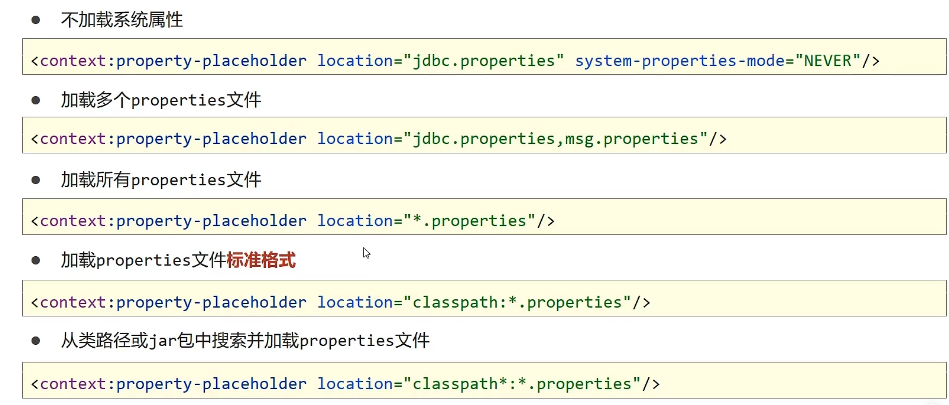 ● 不加载系统属性
<context:property-placeholder location="jdbc.properties" system-properties-mode="NEVER"/>
● 加载多个properties文件
<context:property-placeholder location="jdbc.properties,msg.properties"/>
● 加载所有properties文件
<context:property-placeholder location="*.properties"/>
● 加载properties文件标准格式
<context:property-placeholder location="classpath:*.properties"/>
● 从类路径或jar包中搜索并加载properties文件
<context:property-placeholder location="classpath*:*.properties"/>